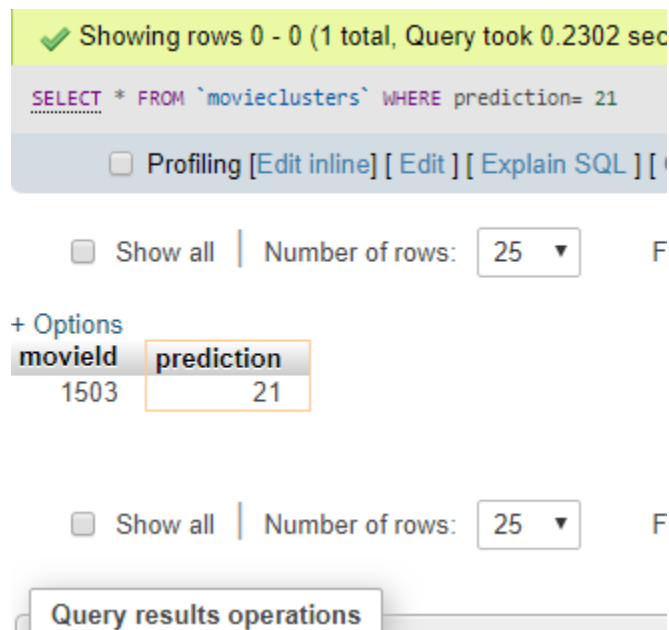 Showing rows 0 - 0 (1 total, Query took 0.2302 sec
SELECT * FROM `movieclusters` WHERE prediction= 21
Profiling [Edit inline] [ Edit ] [ Explain SQL ] [
Show all Number of rows: 25 F
+ Options
movieId prediction
1503 21
Show all Number of rows: 25 F
Query results operations